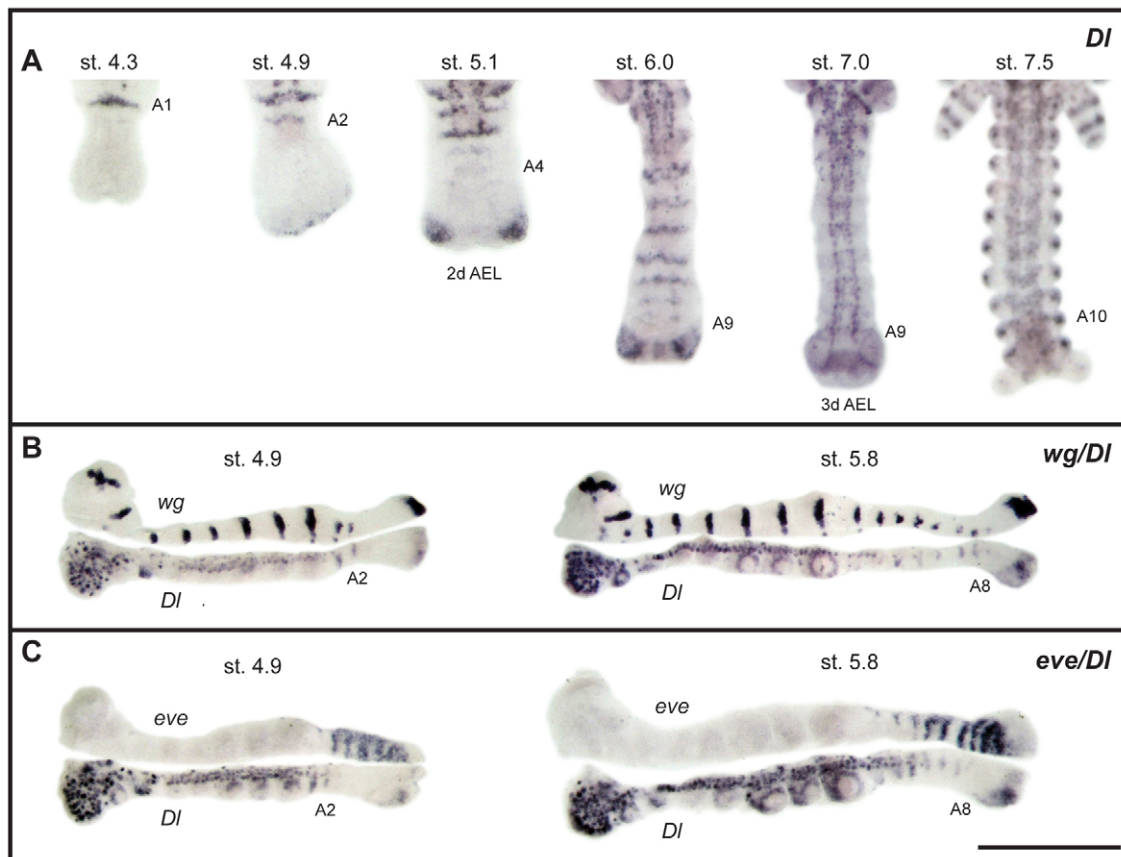 Dl
A
st. 4.3
st. 4.9
st. 5.1
st. 6.0
st. 7.0
st. 7.5
A1
A2
A4
A9
A9
A10
2d AEL
3d AEL
B
st. 4.9
st. 5.8
wg/Dl
wg
wg
A2
A8
Dl
Dl
C
st. 4.9
st. 5.8
eve/Dl
eve
eve
A2
A8
Dl
Dl